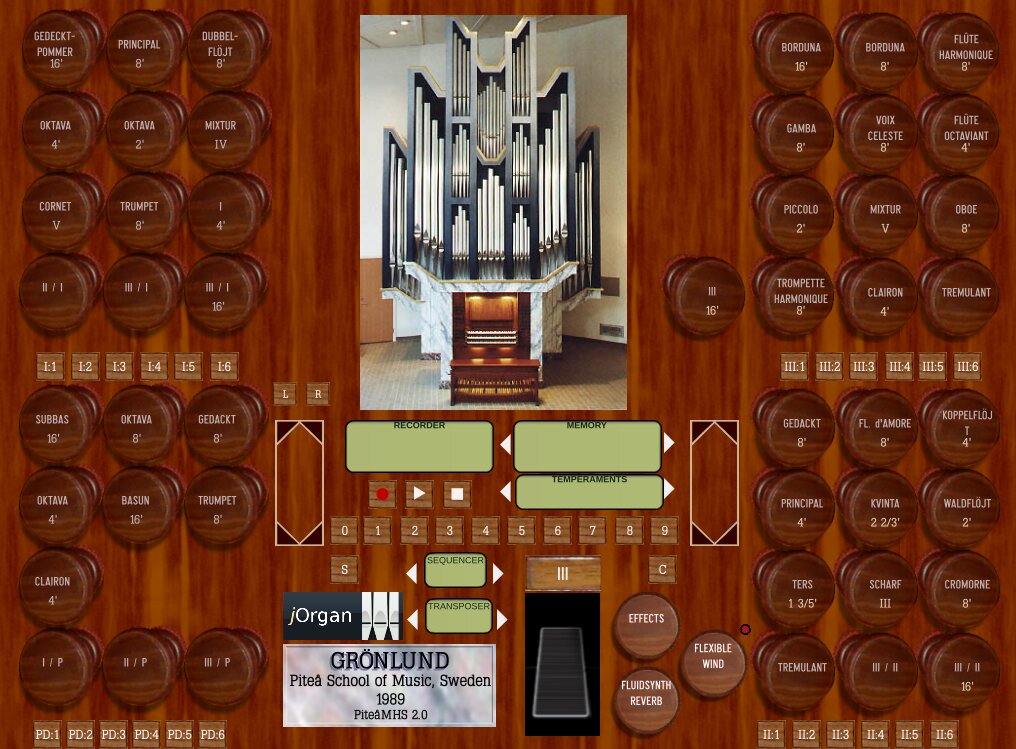 GEDECKT-
POMMER
16'
PRINCIPAL
8'
DUBBEL-
FLÖJT
8'
OKTAVA
4'
OKTAVA
2'
MIXTUR
IV
CORNET
V
TRUMPET
8'
I
4'
II / I
III / I
III / I
16'
I:1 I:2 I:3 I:4 I:5 I:6
SUBBAS
16'
OKTAVA
8'
GEDACKT
8'
OKTAVA
4'
BASUN
16'
TRUMPET
8'
CLAIRON
4'
I / P
II / P
III / P
PD:1 PD:2 PD:3 PD:4 PD:5 PD:6
L R
RECORDER
MEMORY
TEMPERAMENTS
0 1 2 3 4 5 6 7 8 9
S
SEQUENCER
III
C
TRANSPOSER
jOrgan
GRÖNLUND
Piteå School of Music, Sweden
1989
PiteåMHS 2.0
EFFECTS
FLEXIBLE
WIND
FLUIDSYNTH
REVERB
BORDUNA
16'
BORDUNA
8'
FLÛTE
HARMONIQUE
8'
GAMBA
8'
VOIX
CELESTE
8'
FLÛTE
OCTAVIANT
4'
PICCOLO
2'
MIXTUR
V
OBOE
8'
III
16'
TROMPETTE
HARMONIQUE
8'
CLAIRON
4'
TREMULANT
III:1 III:2 III:3 III:4 III:5 III:6
GEDACKT
8'
FL. d'AMORE
8'
KOPPELFLÖJ
T
4'
PRINCIPAL
4'
KVINTA
2 2/3'
WALDFLÖJT
2'
TERS
1 3/5'
SCHARF
III
CROMORNE
8'
TREMULANT
III / II
III / II
16'
II:1 II:2 II:3 II:4 II:5 II:6